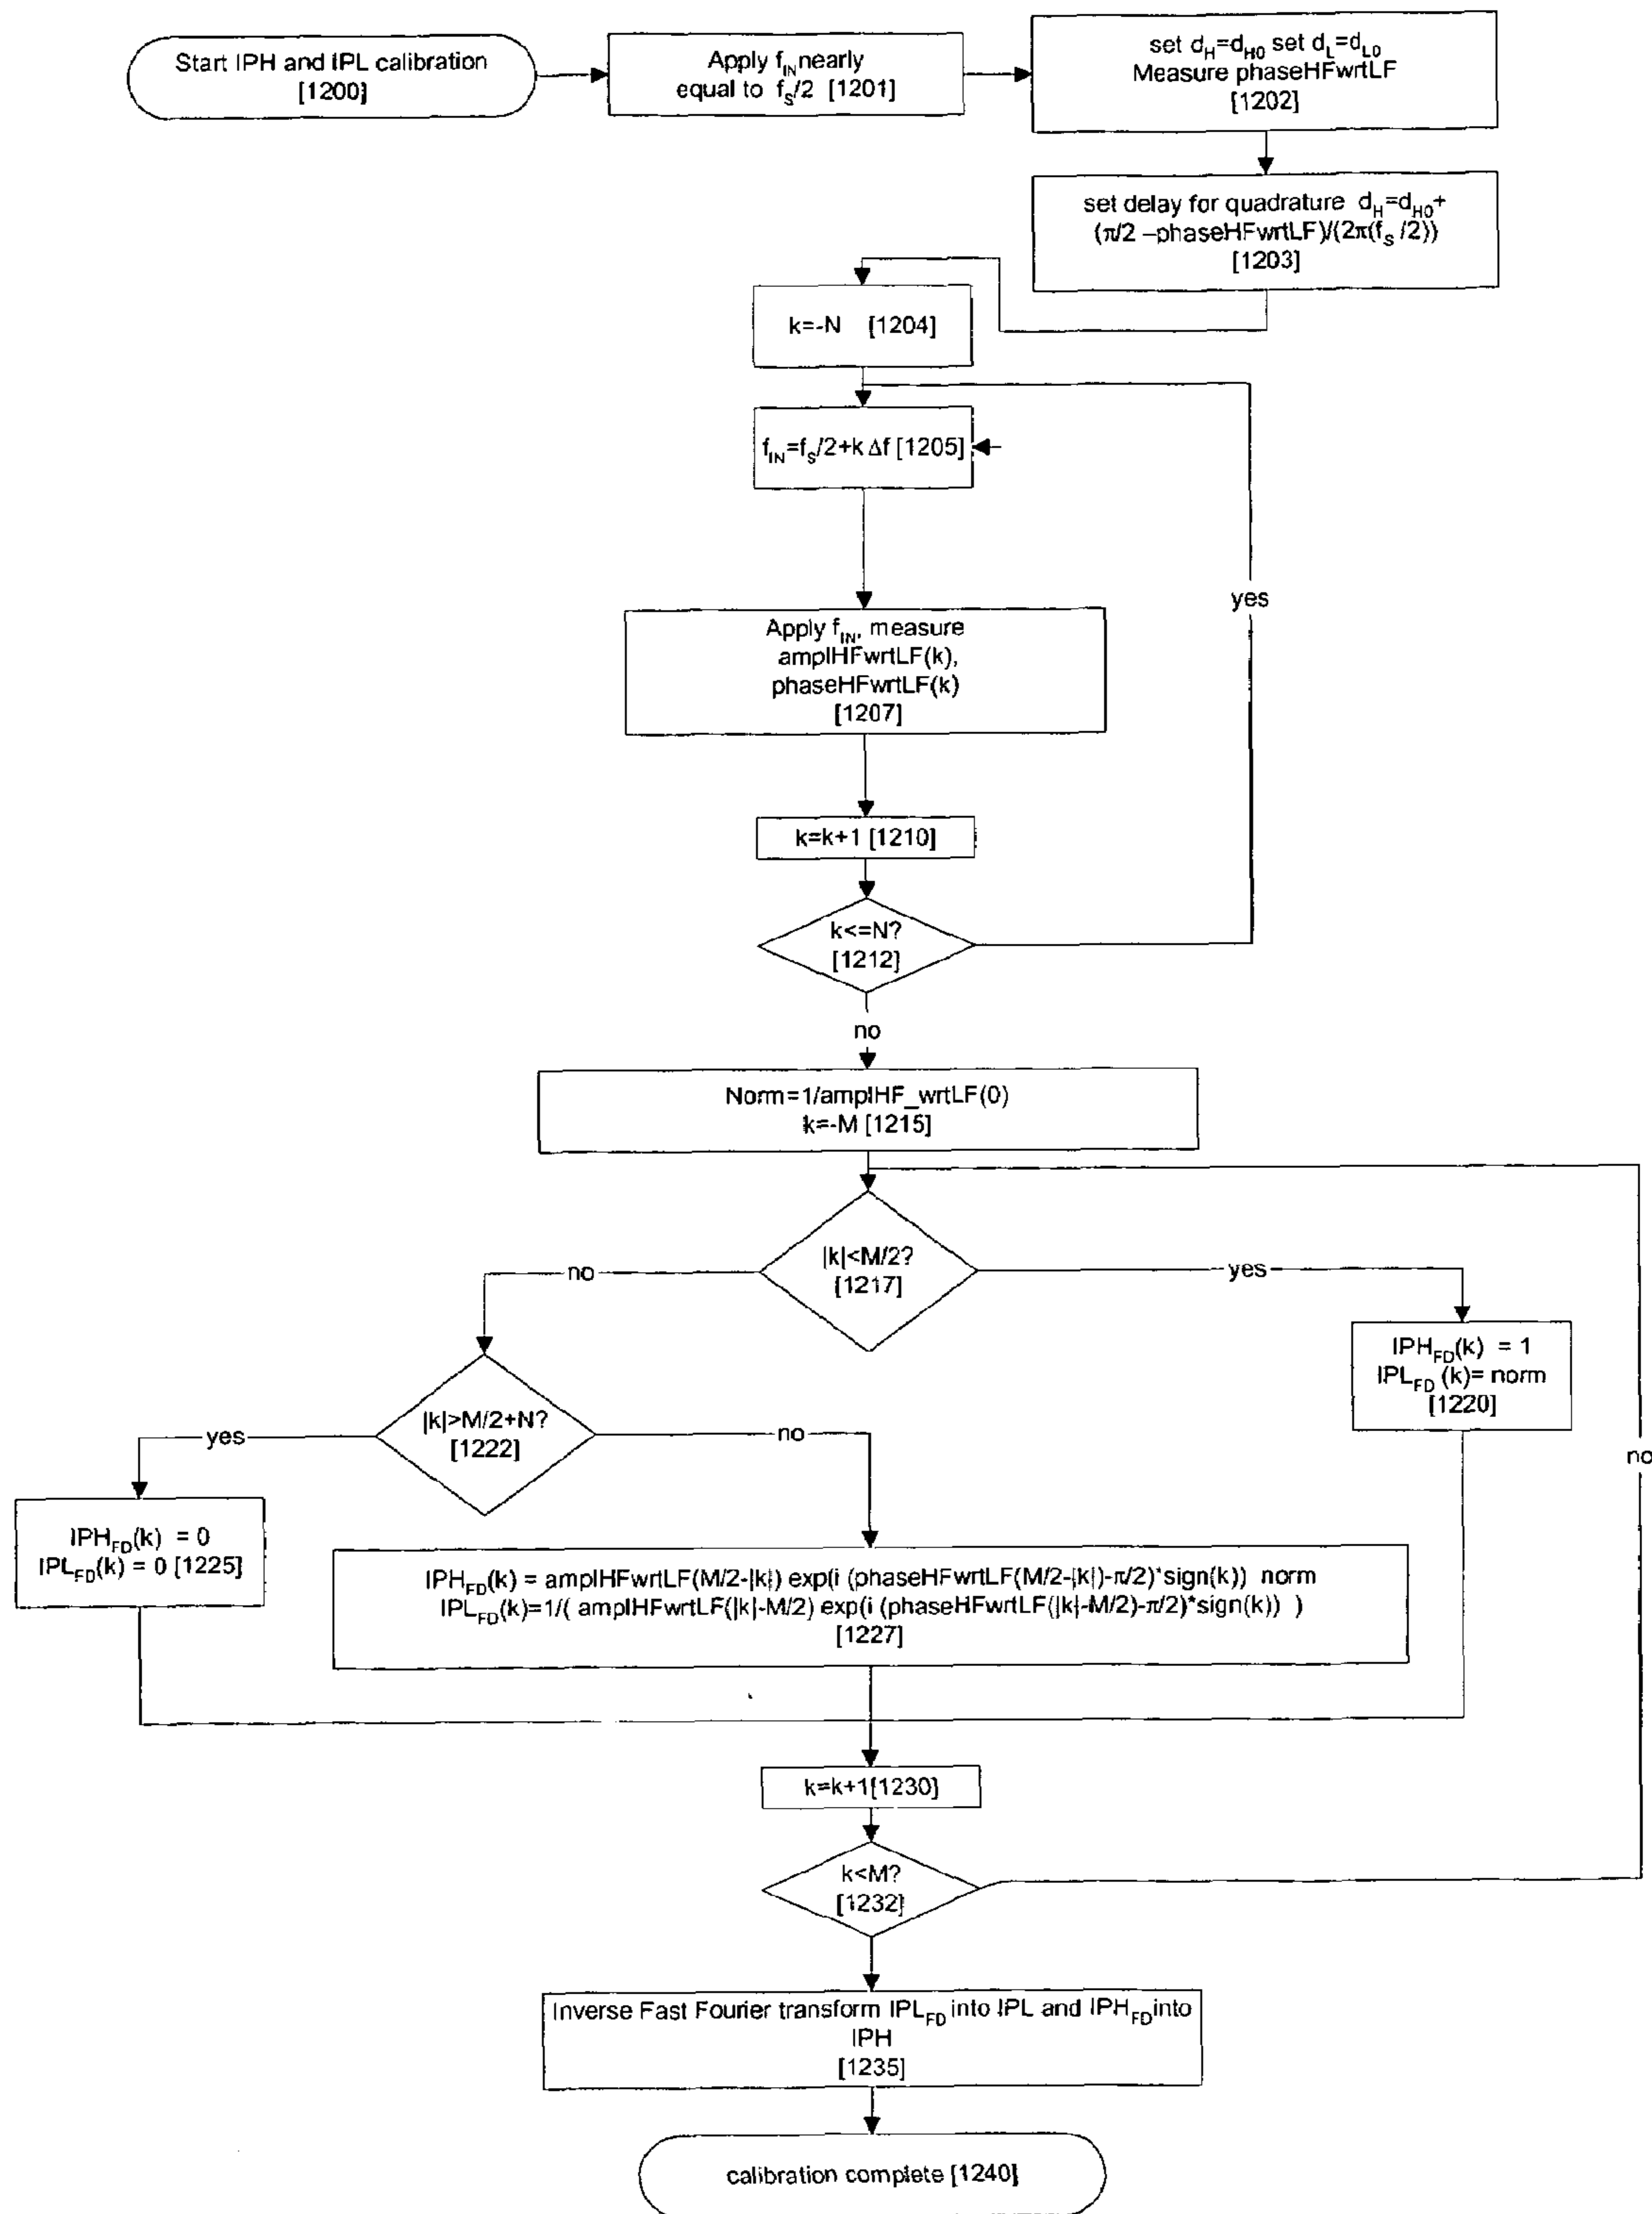 Start IPH and IPL calibration
[1200]
Apply f_IN nearly
equal to f_S/2 [1201]
set d_H=d_H0 set d_L=d_L0
Measure phaseHFwrtLF
[1202]
set delay for quadrature d_H=d_H0+
(π/2 –phaseHFwrtLF)/(2π(f_S /2))
[1203]
k=-N [1204]
f_IN=f_S/2+k Δf [1205]
yes
Apply f_IN, measure
amplHFwrtLF(k),
phaseHFwrtLF(k)
[1207]
k=k+1 [1210]
k<=N?
[1212]
no
Norm=1/amplHF_wrtLF(0)
k=-M [1215]
|k|<M/2?
[1217]
no
yes
IPH_FD(k) = 1
IPL_FD (k)= norm
[1220]
|k|>M/2+N?
[1222]
yes
no
no
IPH_FD(k) = 0
IPL_FD(k) = 0 [1225]
IPH_FD(k) = amplHFwrtLF(M/2-|k|) exp(i (phaseHFwrtLF(M/2-|k|)-π/2)*sign(k)) norm
IPL_FD(k)=1/( amplHFwrtLF(|k|-M/2) exp(i (phaseHFwrtLF(|k|-M/2)-π/2)*sign(k)) )
[1227]
k=k+1[1230]
k<M?
[1232]
Inverse Fast Fourier transform IPL_FD into IPL and IPH_FD into
IPH
[1235]
calibration complete [1240]